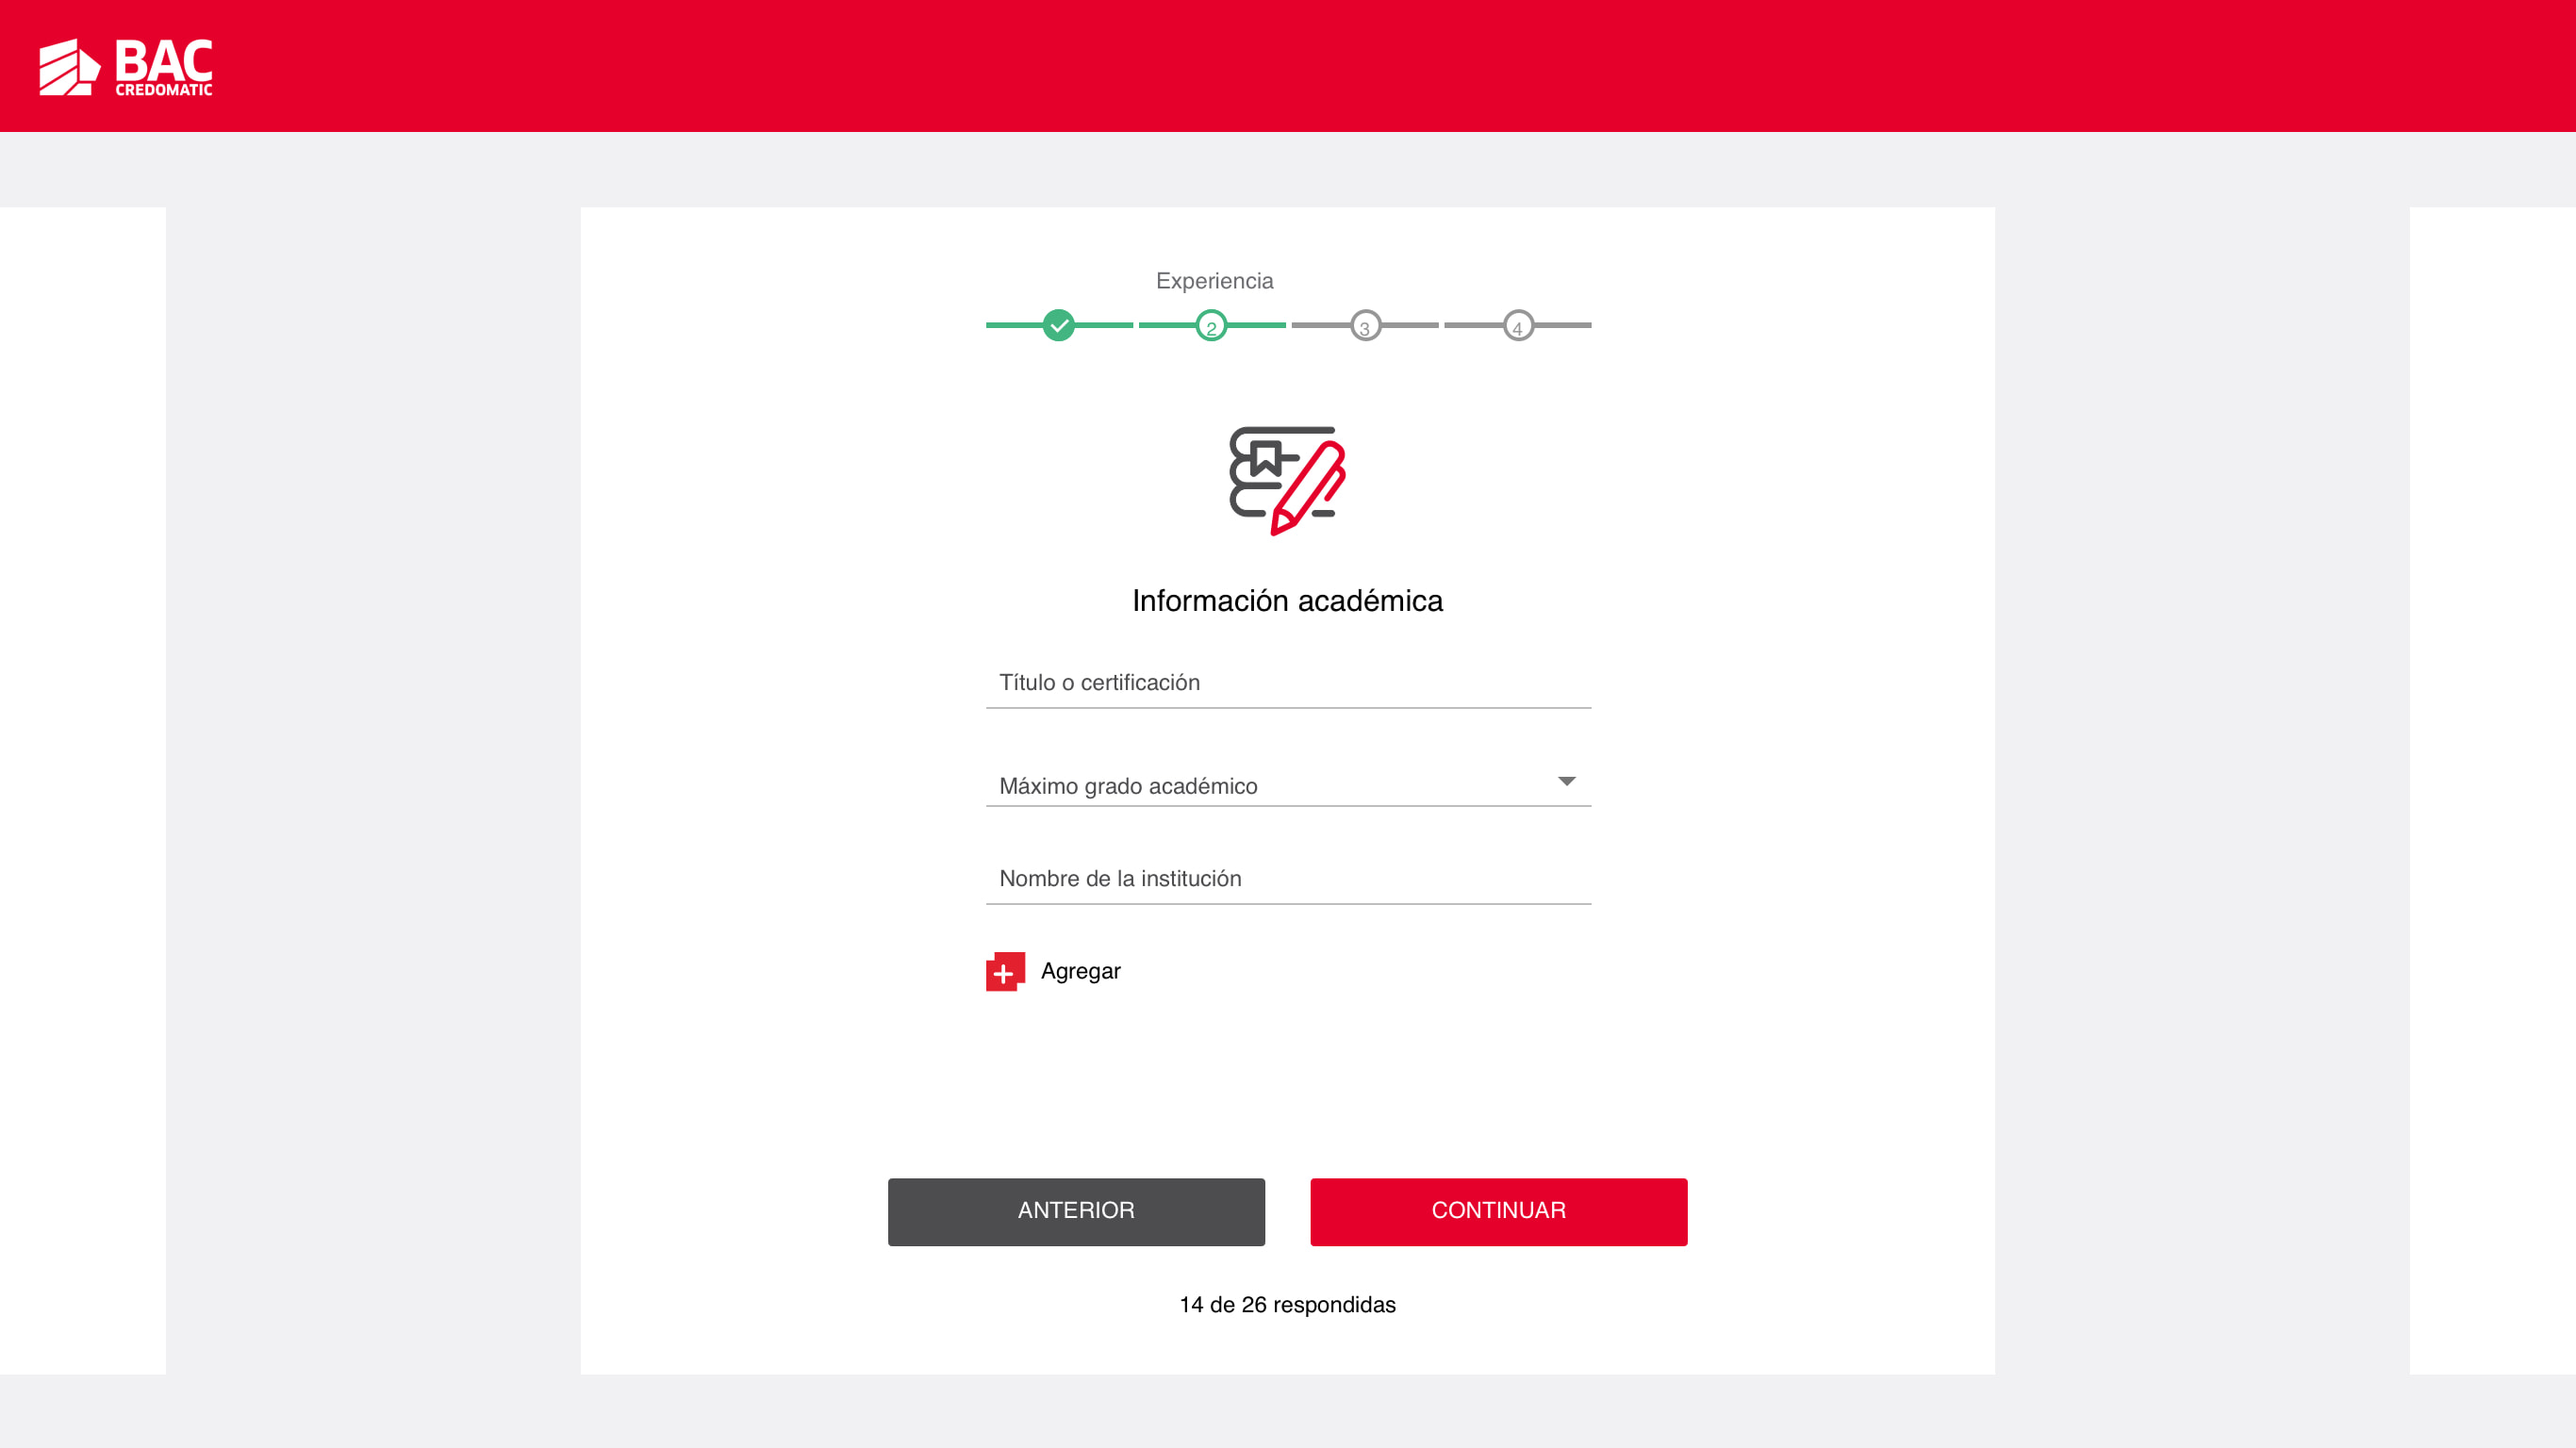 BAC
CREDOMATIC
Experiencia
2
3
4
Información académica
Título o certificación
Máximo grado académico
Nombre de la institución
Agregar
ANTERIOR
CONTINUAR
14 de 26 respondidas